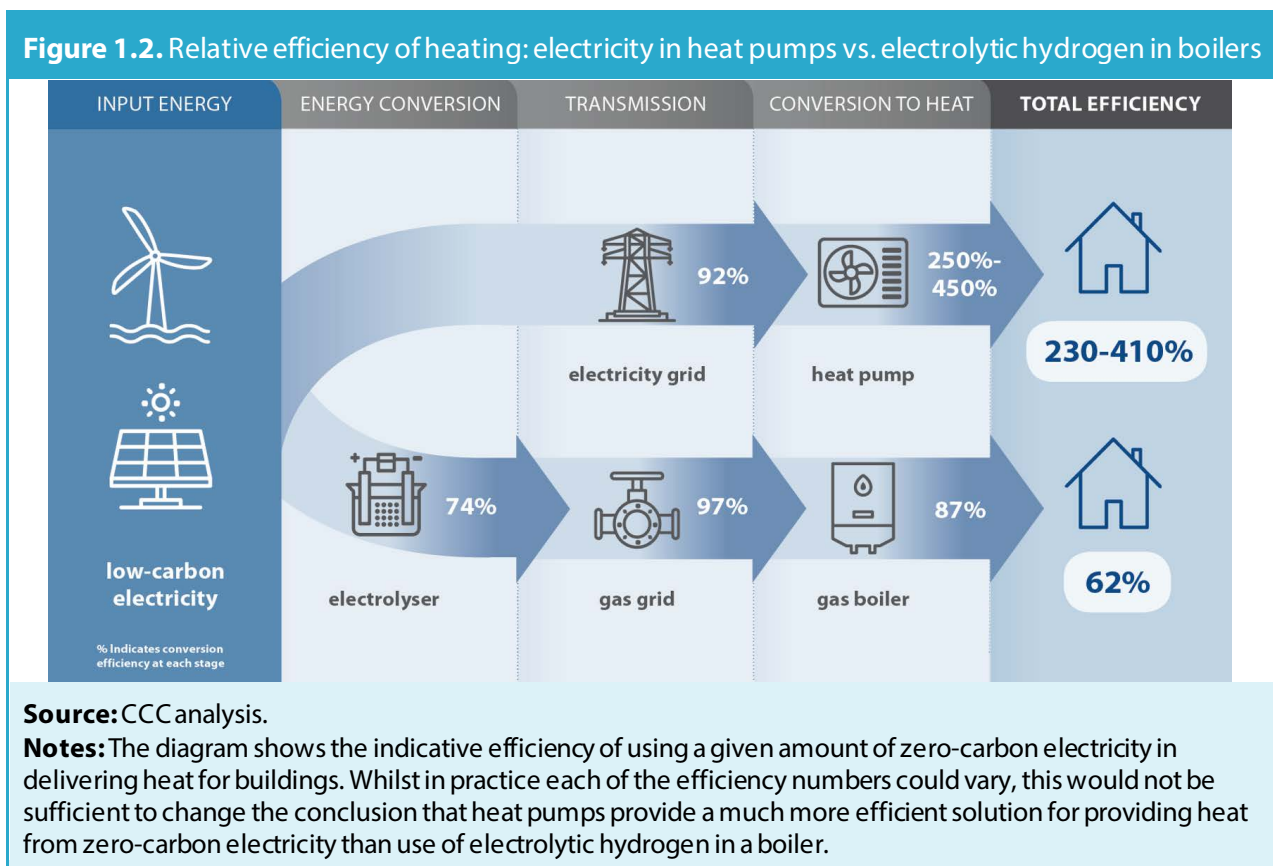 Figure 1.2. Relative efficiency of heating: electricity in heat pumps vs. electrolytic hydrogen in boilers
INPUT ENERGY
ENERGY CONVERSION
TRANSMISSION
CONVERSION TO HEAT
TOTAL EFFICIENCY
92%
250%-
450%
electricity grid
heat pump
230-410%
74%
97%
87%
low-carbon
electricity
electrolyser
gas grid
gas boiler
62%
% Indicates conversion
efficiency at each stage
Source: CCC analysis.
Notes: The diagram shows the indicative efficiency of using a given amount of zero-carbon electricity in
delivering heat for buildings. Whilst in practice each of the efficiency numbers could vary, this would not be
sufficient to change the conclusion that heat pumps provide a much more efficient solution for providing heat
from zero-carbon electricity than use of electrolytic hydrogen in a boiler.